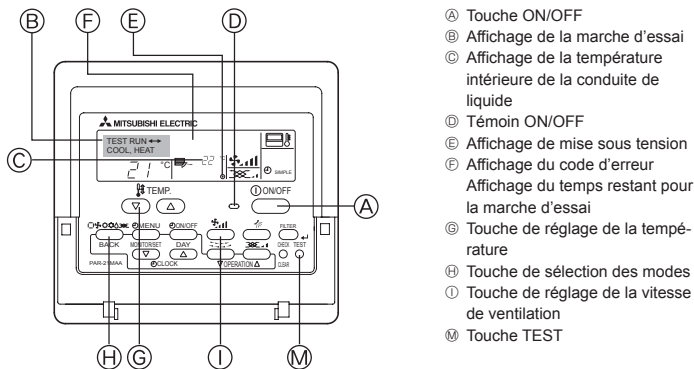 B F E D
MITSUBISHI ELECTRIC
TEST RUN ↔
COOL, HEAT
21 °C 22 °C
SIMPLE
C
TEMP. ON/OFF
A
MENU ON/OFF FILTER
BACK MONITOR/SET DAY CHECK TEST
PAR-21MAA CLOCK OPERATION CLEAR
H G I M
Ⓐ Touche ON/OFF
Ⓑ Affichage de la marche d'essai
Ⓒ Affichage de la température
intérieure de la conduite de
liquide
Ⓓ Témoin ON/OFF
Ⓔ Affichage de mise sous tension
Ⓕ Affichage du code d'erreur
Affichage du temps restant pour
la marche d'essai
Ⓖ Touche de réglage de la tempé-
rature
Ⓗ Touche de sélection des modes
Ⓘ Touche de réglage de la vitesse
de ventilation
Ⓜ Touche TEST